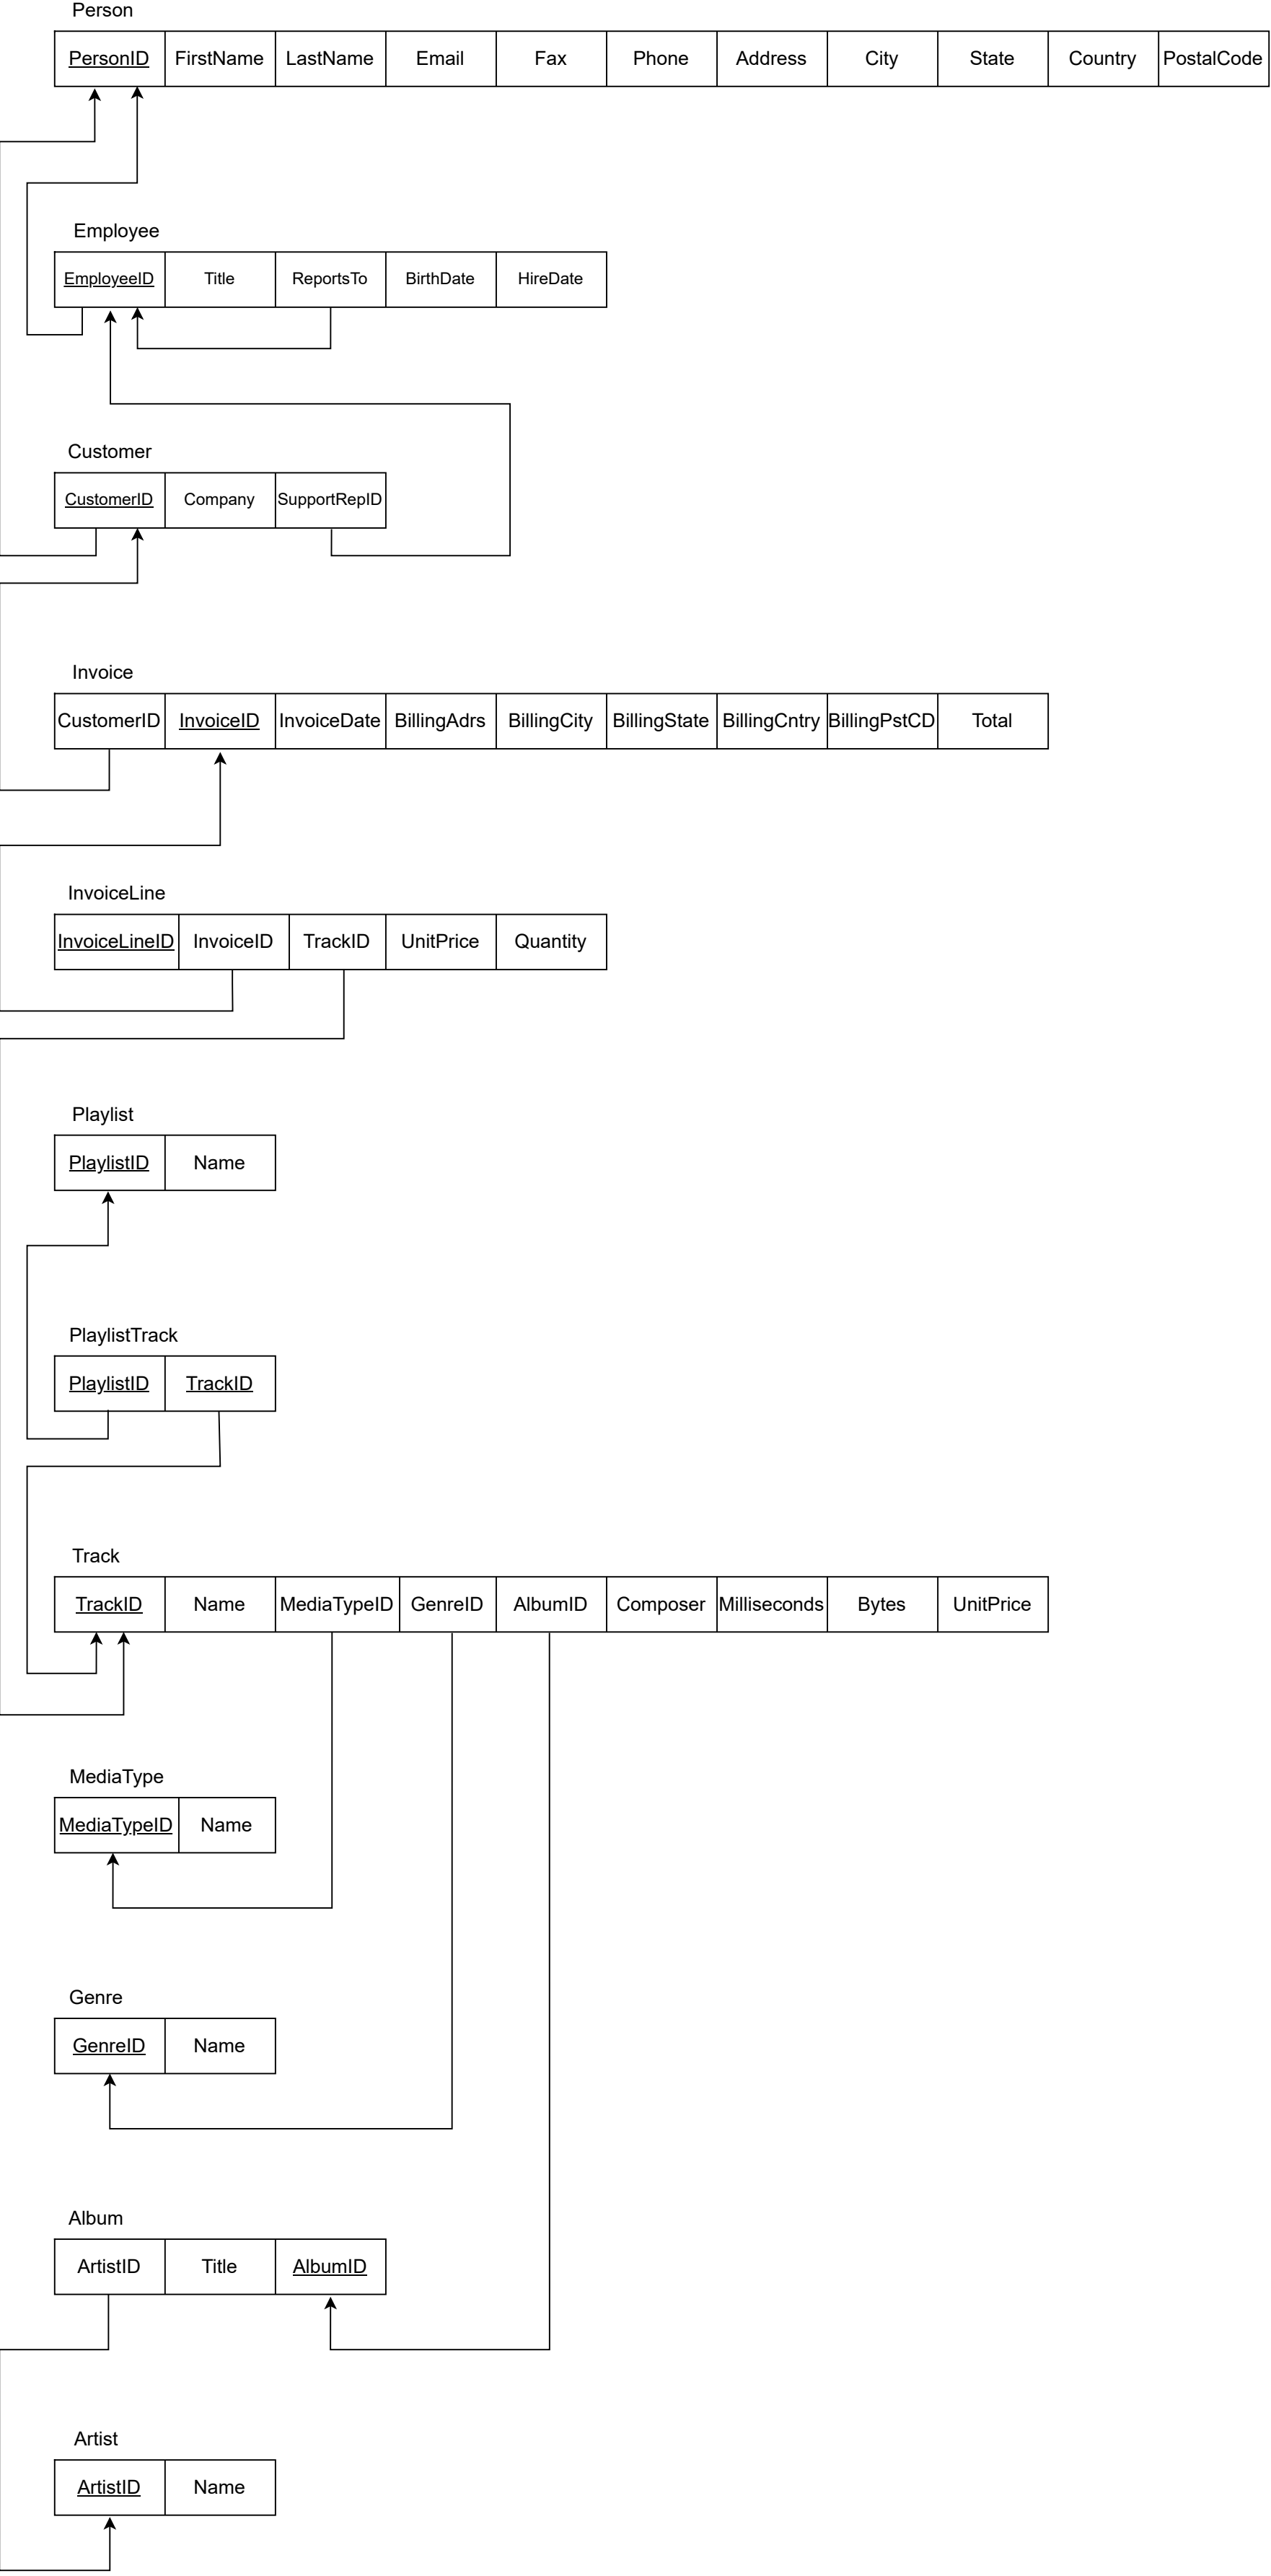 Person
PersonID FirstName LastName Email Fax Phone Address City State Country PostalCode
Employee
EmployeeID Title ReportsTo BirthDate HireDate
Customer
CustomerID Company SupportRepID
Invoice
CustomerID InvoiceID InvoiceDate BillingAdrs BillingCity BillingState BillingCntry BillingPstCD Total
InvoiceLine
InvoiceLineID InvoiceID TrackID UnitPrice Quantity
Playlist
PlaylistID Name
PlaylistTrack
PlaylistID TrackID
Track
TrackID Name MediaTypeID GenreID AlbumID Composer Milliseconds Bytes UnitPrice
MediaType
MediaTypeID Name
Genre
GenreID Name
Album
ArtistID Title AlbumID
Artist
ArtistID Name